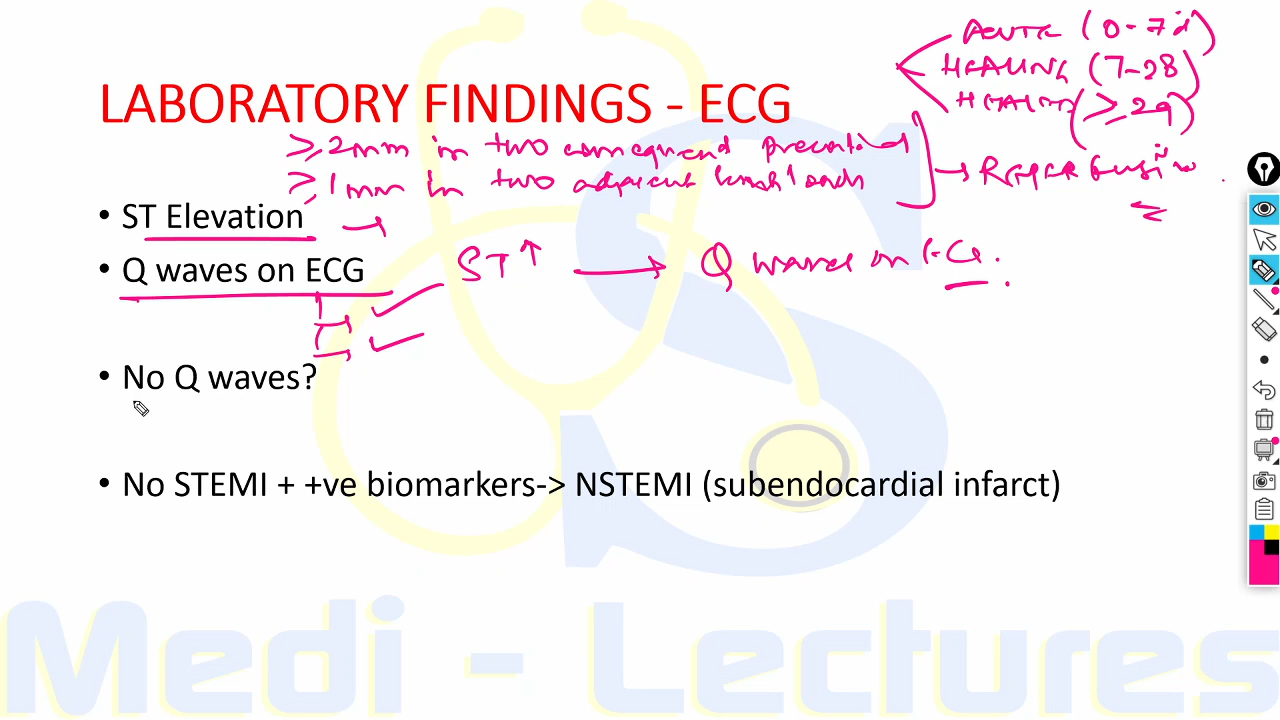 ACUTE (0-7d)
HEALING (7-28)
HEALED (≥29)
LABORATORY FINDINGS - ECG
≥2mm in two precordial
≥1mm in two adjacent limb leads → Reperfusion
• ST Elevation →
• Q waves on ECG
ST↑ → Q waves on ECG.
• No Q waves?
• No STEMI + +ve biomarkers-> NSTEMI (subendocardial infarct)
Medi - Lectures